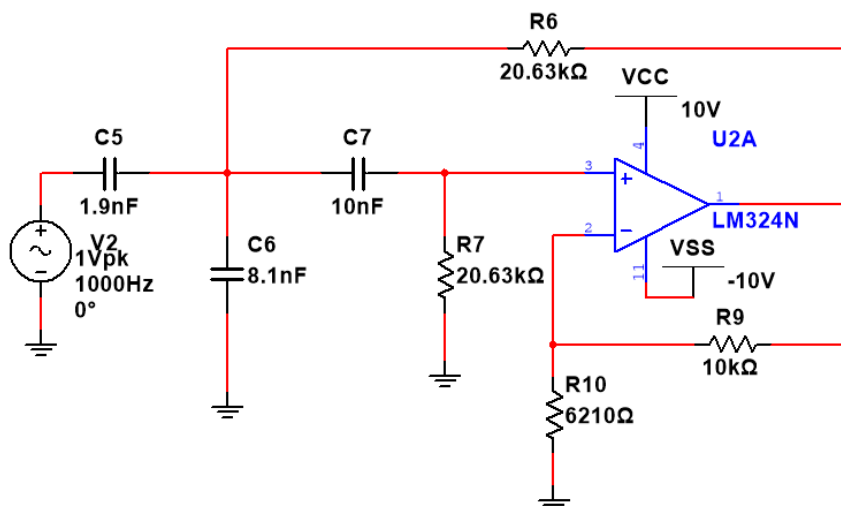 R6
20.63kΩ
VCC
10V
U2A
C5
1.9nF
C7
10nF
4
3
2
1
11
LM324N
V2
1Vpk
1000Hz
0°
C6
8.1nF
R7
20.63kΩ
VSS
-10V
R9
10kΩ
R10
6210Ω